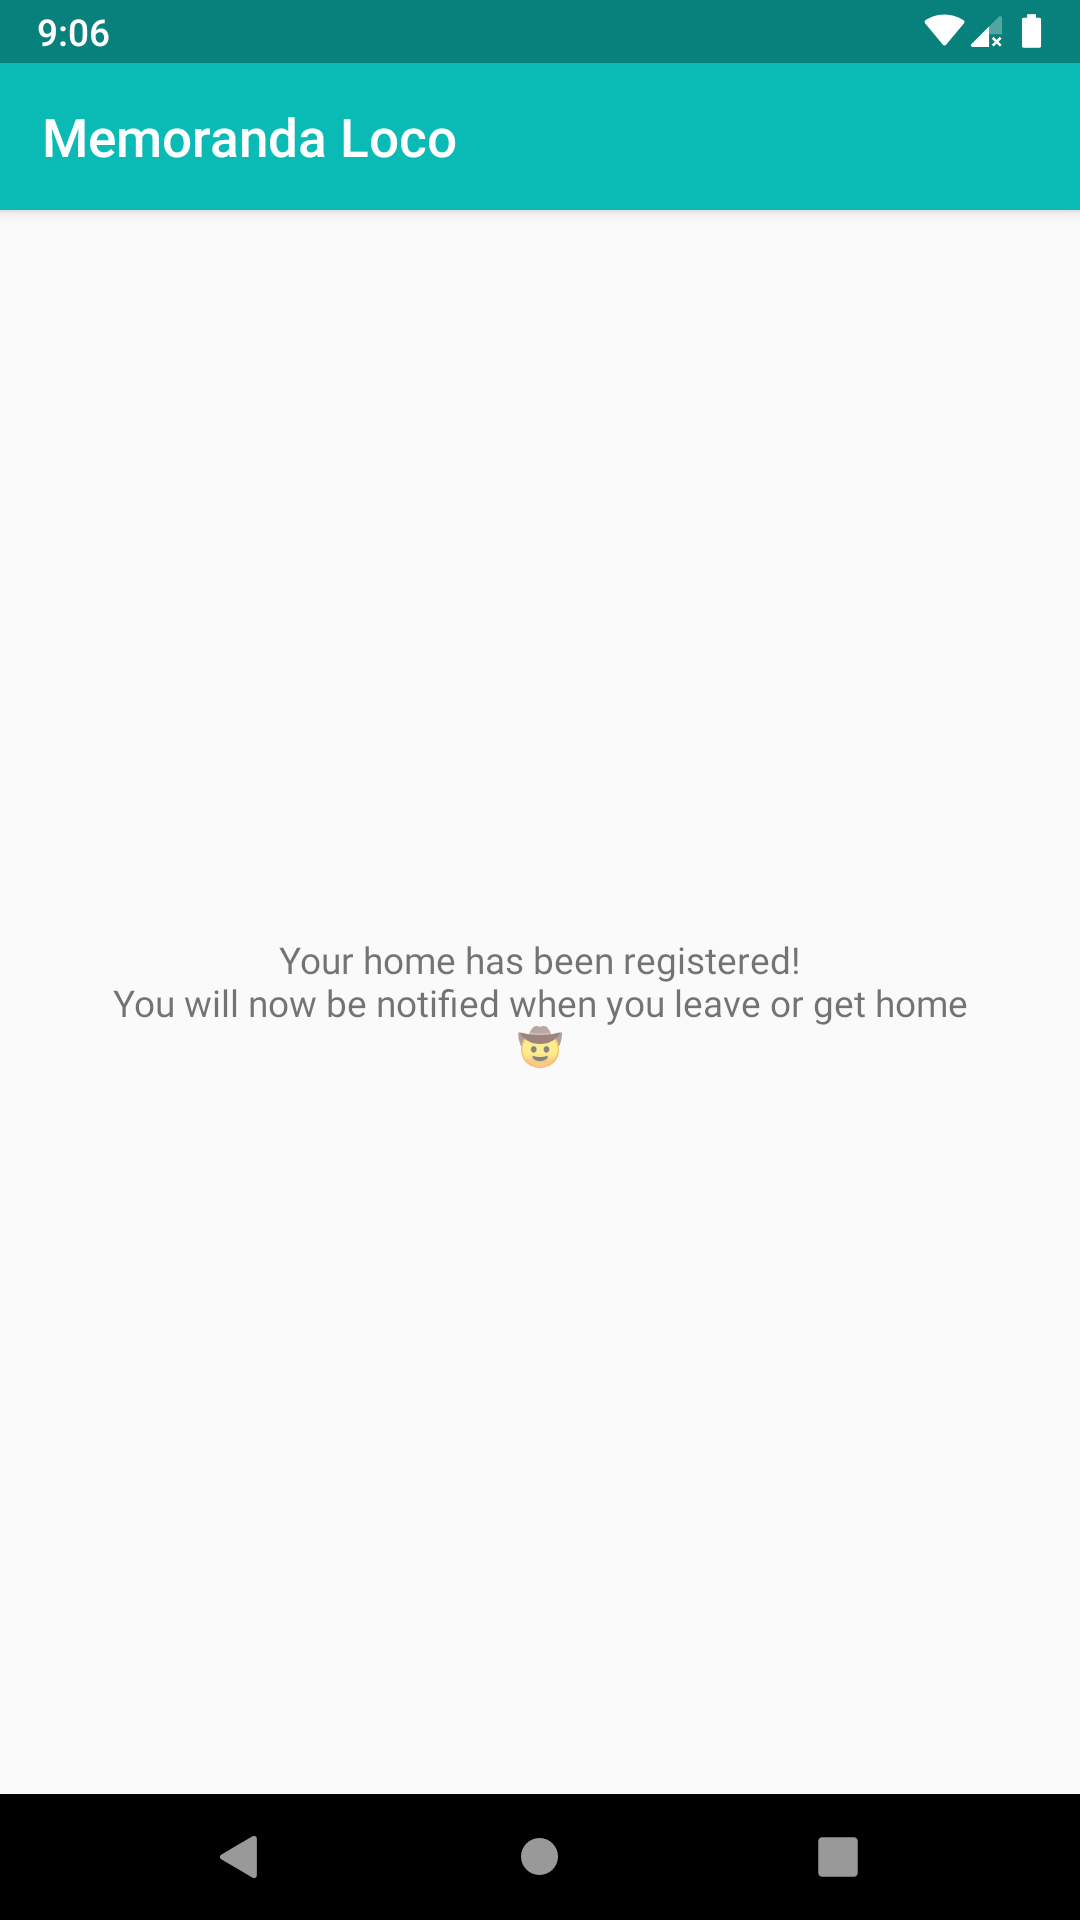 9:06
Memoranda Loco
Your home has been registered!
You will now be notified when you leave or get home
🤠